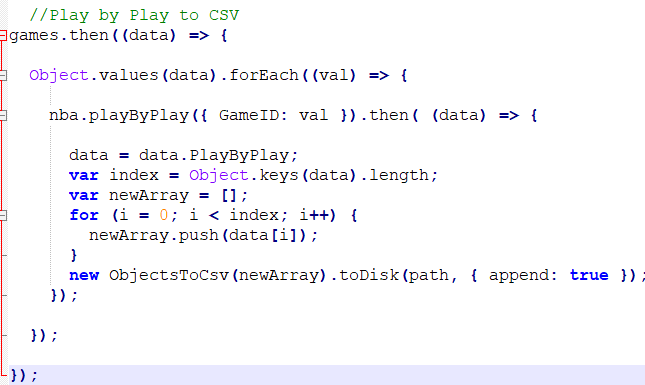 //Play by Play to CSV
games.then((data) => {
Object.values(data).forEach((val) => {
nba.playByPlay({ GameID: val }).then( (data) => {
data = data.PlayByPlay;
var index = Object.keys(data).length;
var newArray = [];
for (i = 0; i < index; i++) {
newArray.push(data[i]);
}
new ObjectsToCsv(newArray).toDisk(path, { append: true });
});
});
});